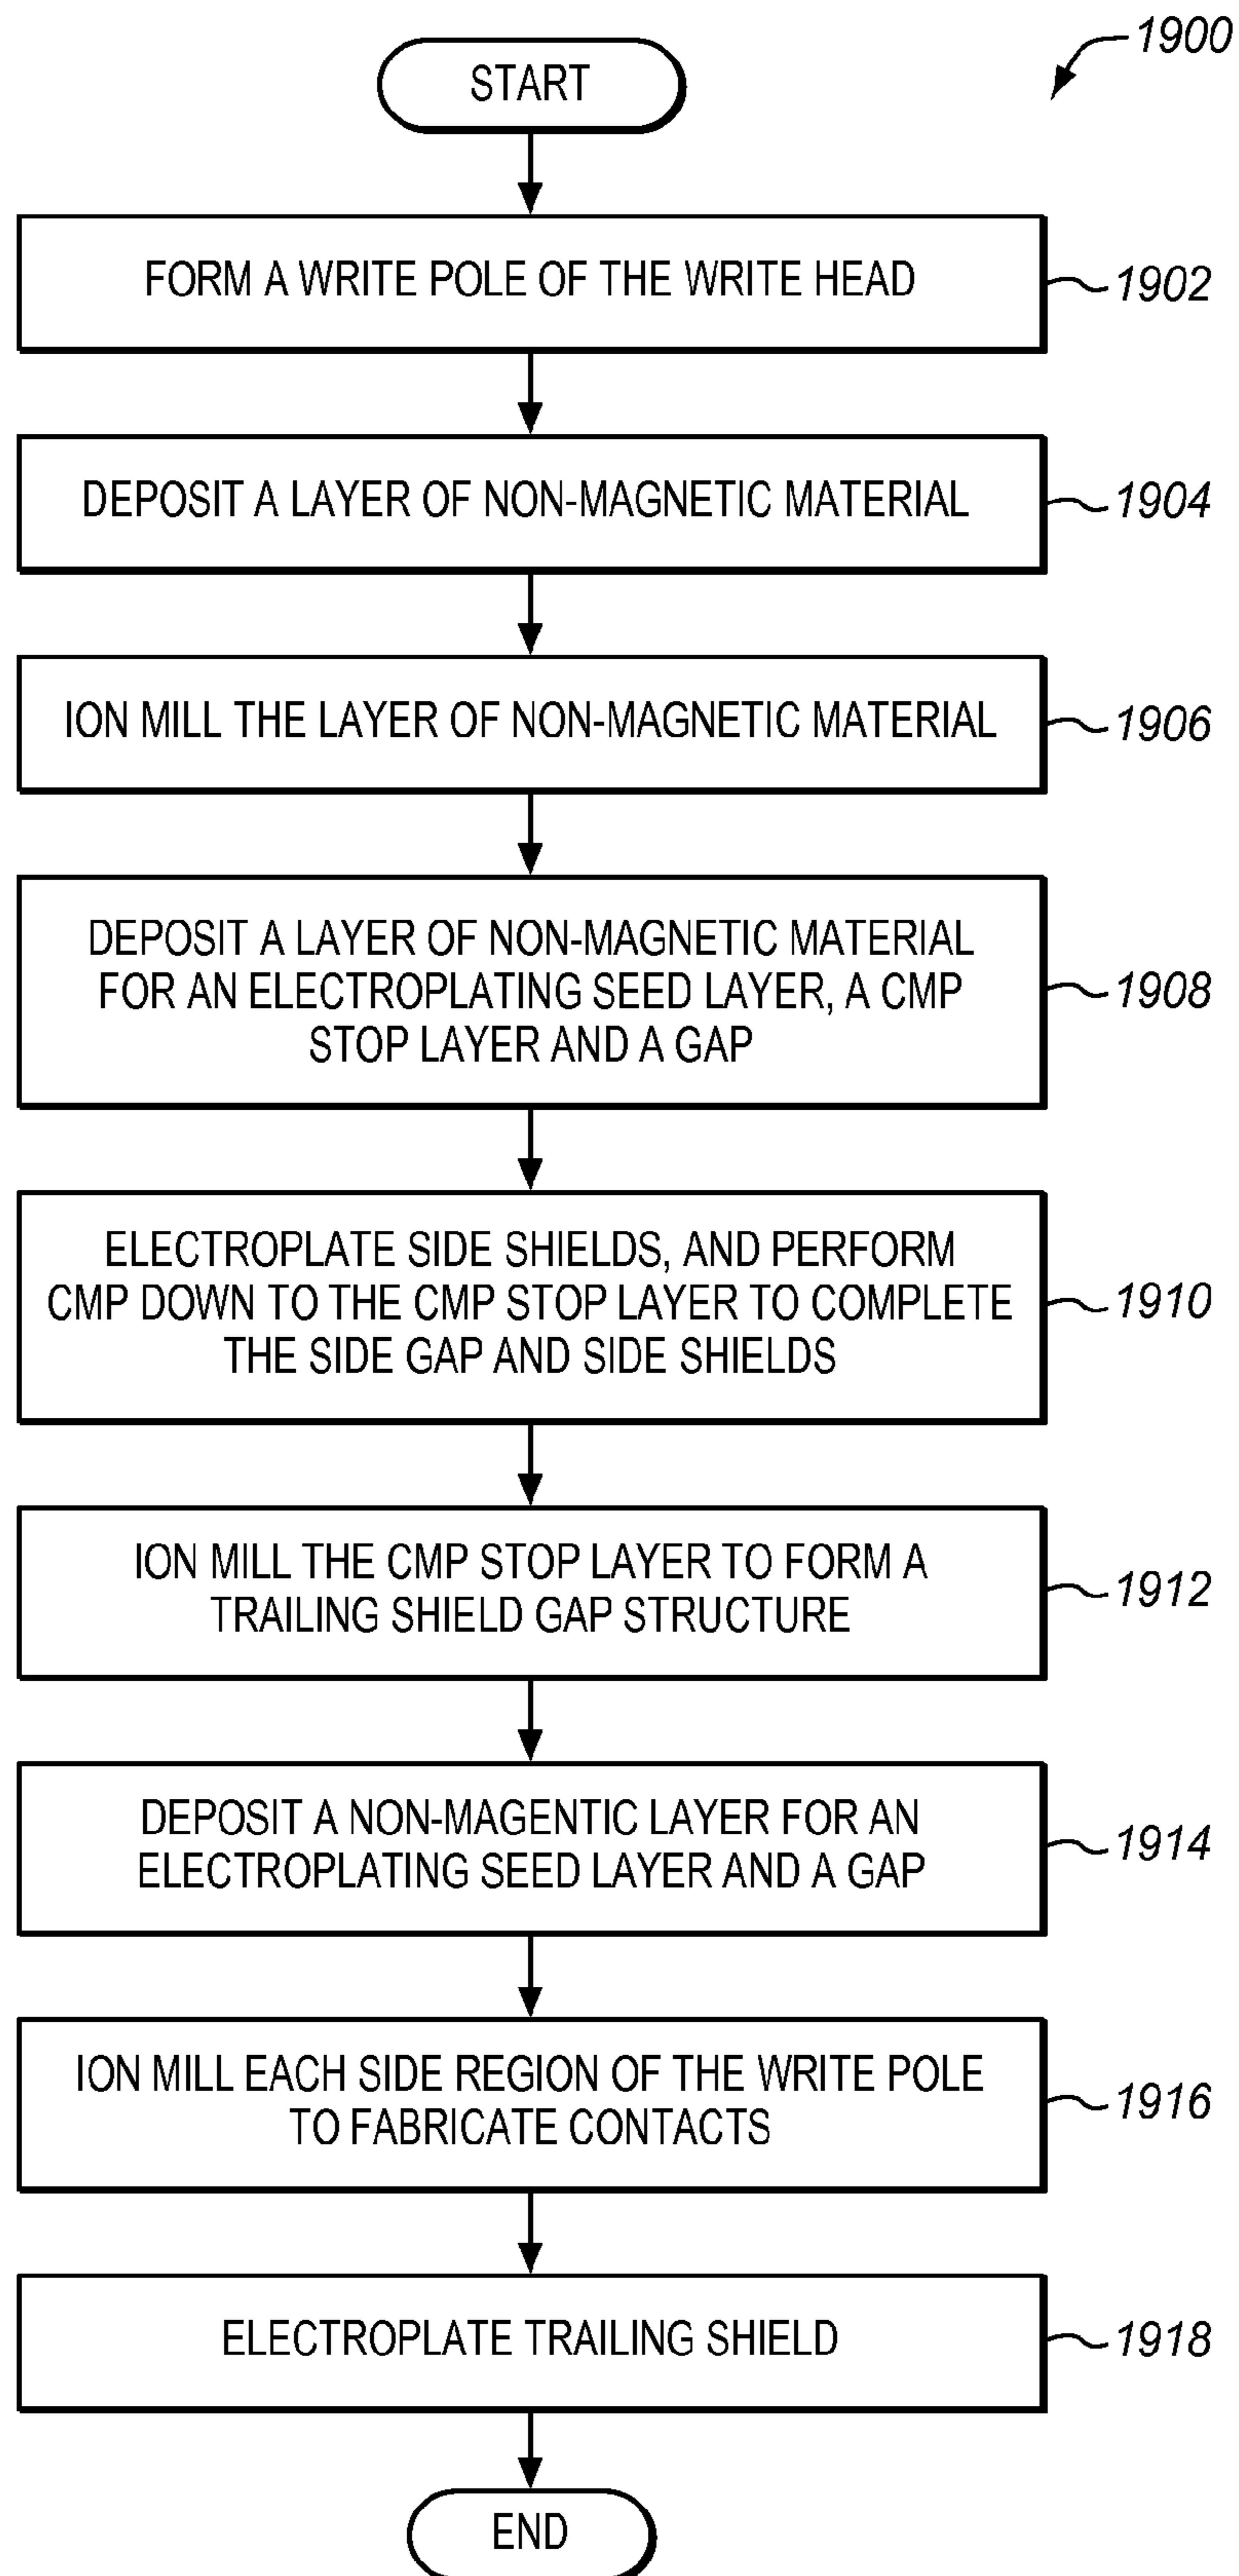 1900
START
FORM A WRITE POLE OF THE WRITE HEAD
1902
DEPOSIT A LAYER OF NON-MAGNETIC MATERIAL
1904
ION MILL THE LAYER OF NON-MAGNETIC MATERIAL
1906
DEPOSIT A LAYER OF NON-MAGNETIC MATERIAL
FOR AN ELECTROPLATING SEED LAYER, A CMP
STOP LAYER AND A GAP
1908
ELECTROPLATE SIDE SHIELDS, AND PERFORM
CMP DOWN TO THE CMP STOP LAYER TO COMPLETE
THE SIDE GAP AND SIDE SHIELDS
1910
ION MILL THE CMP STOP LAYER TO FORM A
TRAILING SHIELD GAP STRUCTURE
1912
DEPOSIT A NON-MAGENTIC LAYER FOR AN
ELECTROPLATING SEED LAYER AND A GAP
1914
ION MILL EACH SIDE REGION OF THE WRITE POLE
TO FABRICATE CONTACTS
1916
ELECTROPLATE TRAILING SHIELD
1918
END